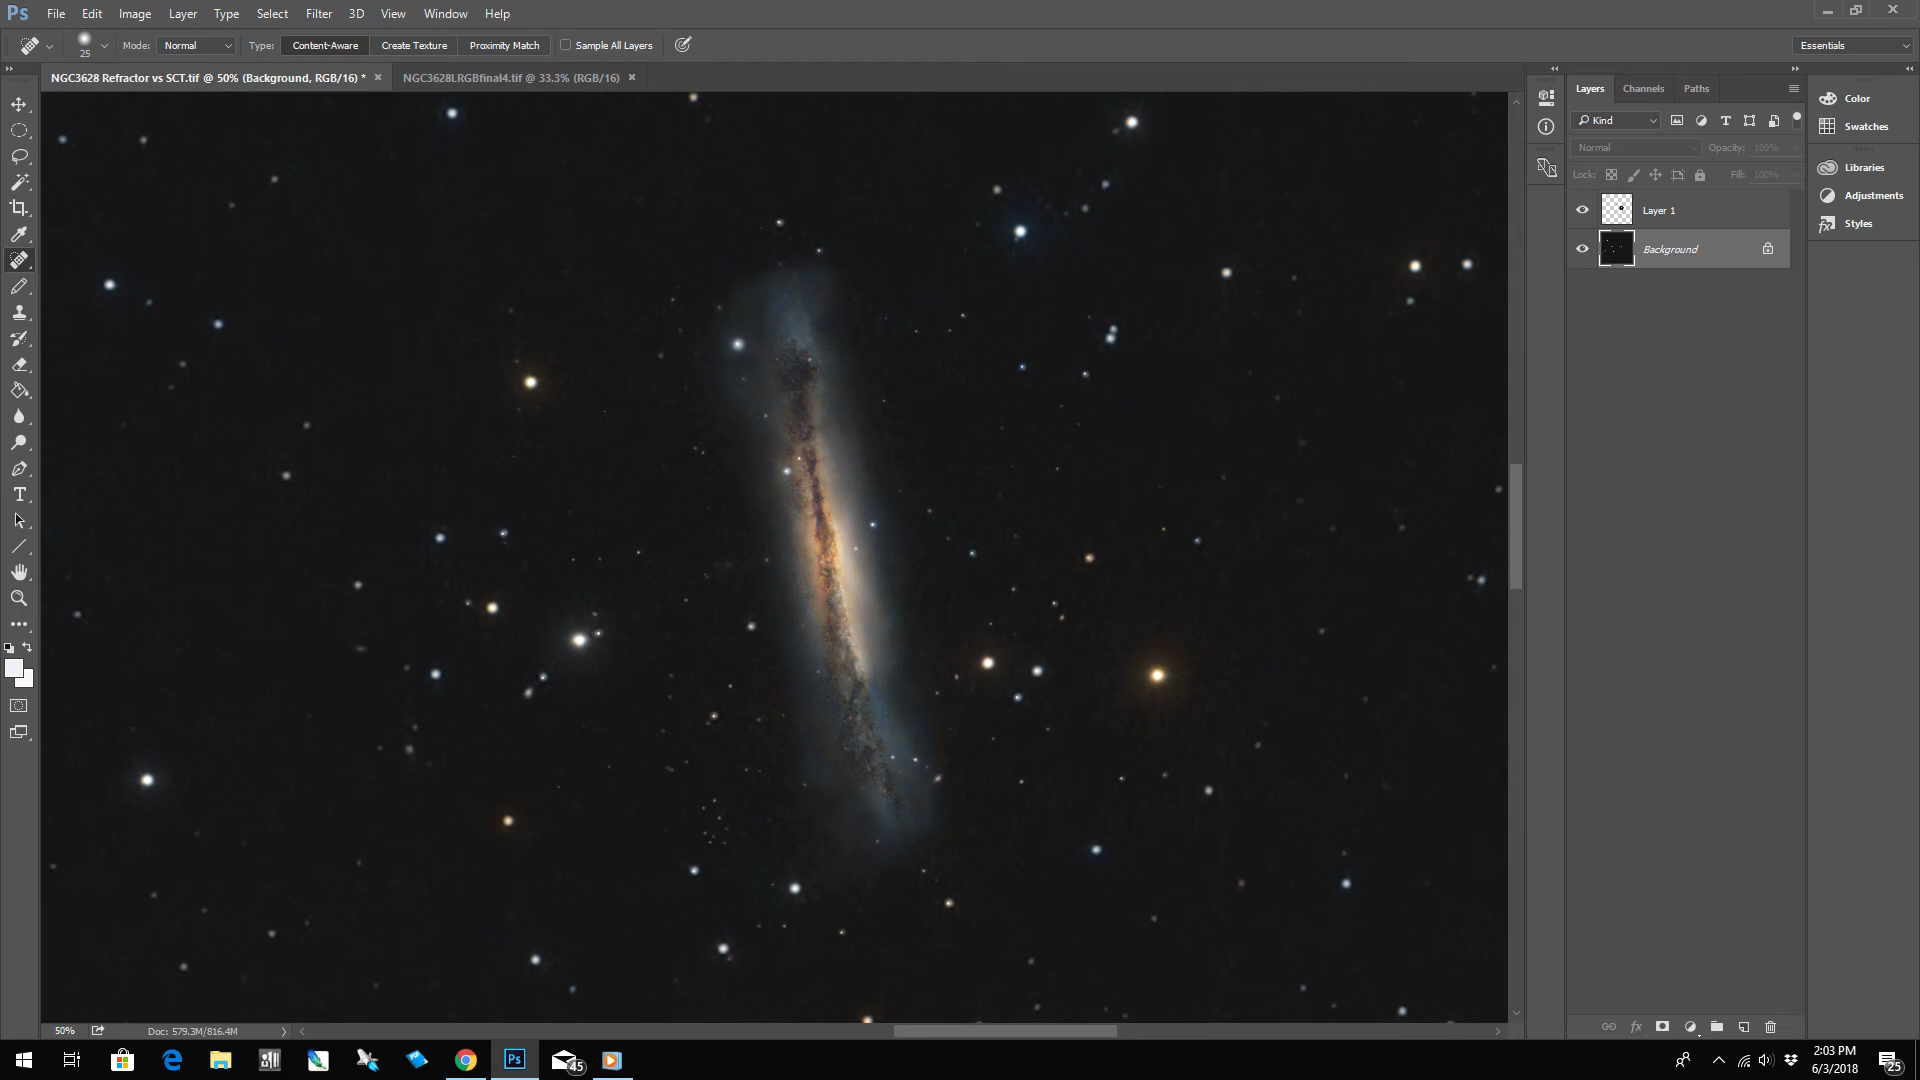 Ps File Edit Image Layer Type Select Filter 3D View Window Help
25 Mode: Normal Type: Content-Aware Create Texture Proximity Match Sample All Layers Essentials
NGC3628 Refractor vs SCT.tif @ 50% (Background, RGB/16) * × NGC3628LRGBfinal4.tif @ 33.3% (RGB/16) ×
Layers Channels Paths
Kind
Normal Opacity: 100%
Lock: Fill: 100%
Layer 1
Background
Color
Swatches
Libraries
Adjustments
Styles
50% Doc: 579.3M/816.4M
Ps 45
2:03 PM
6/3/2018
25